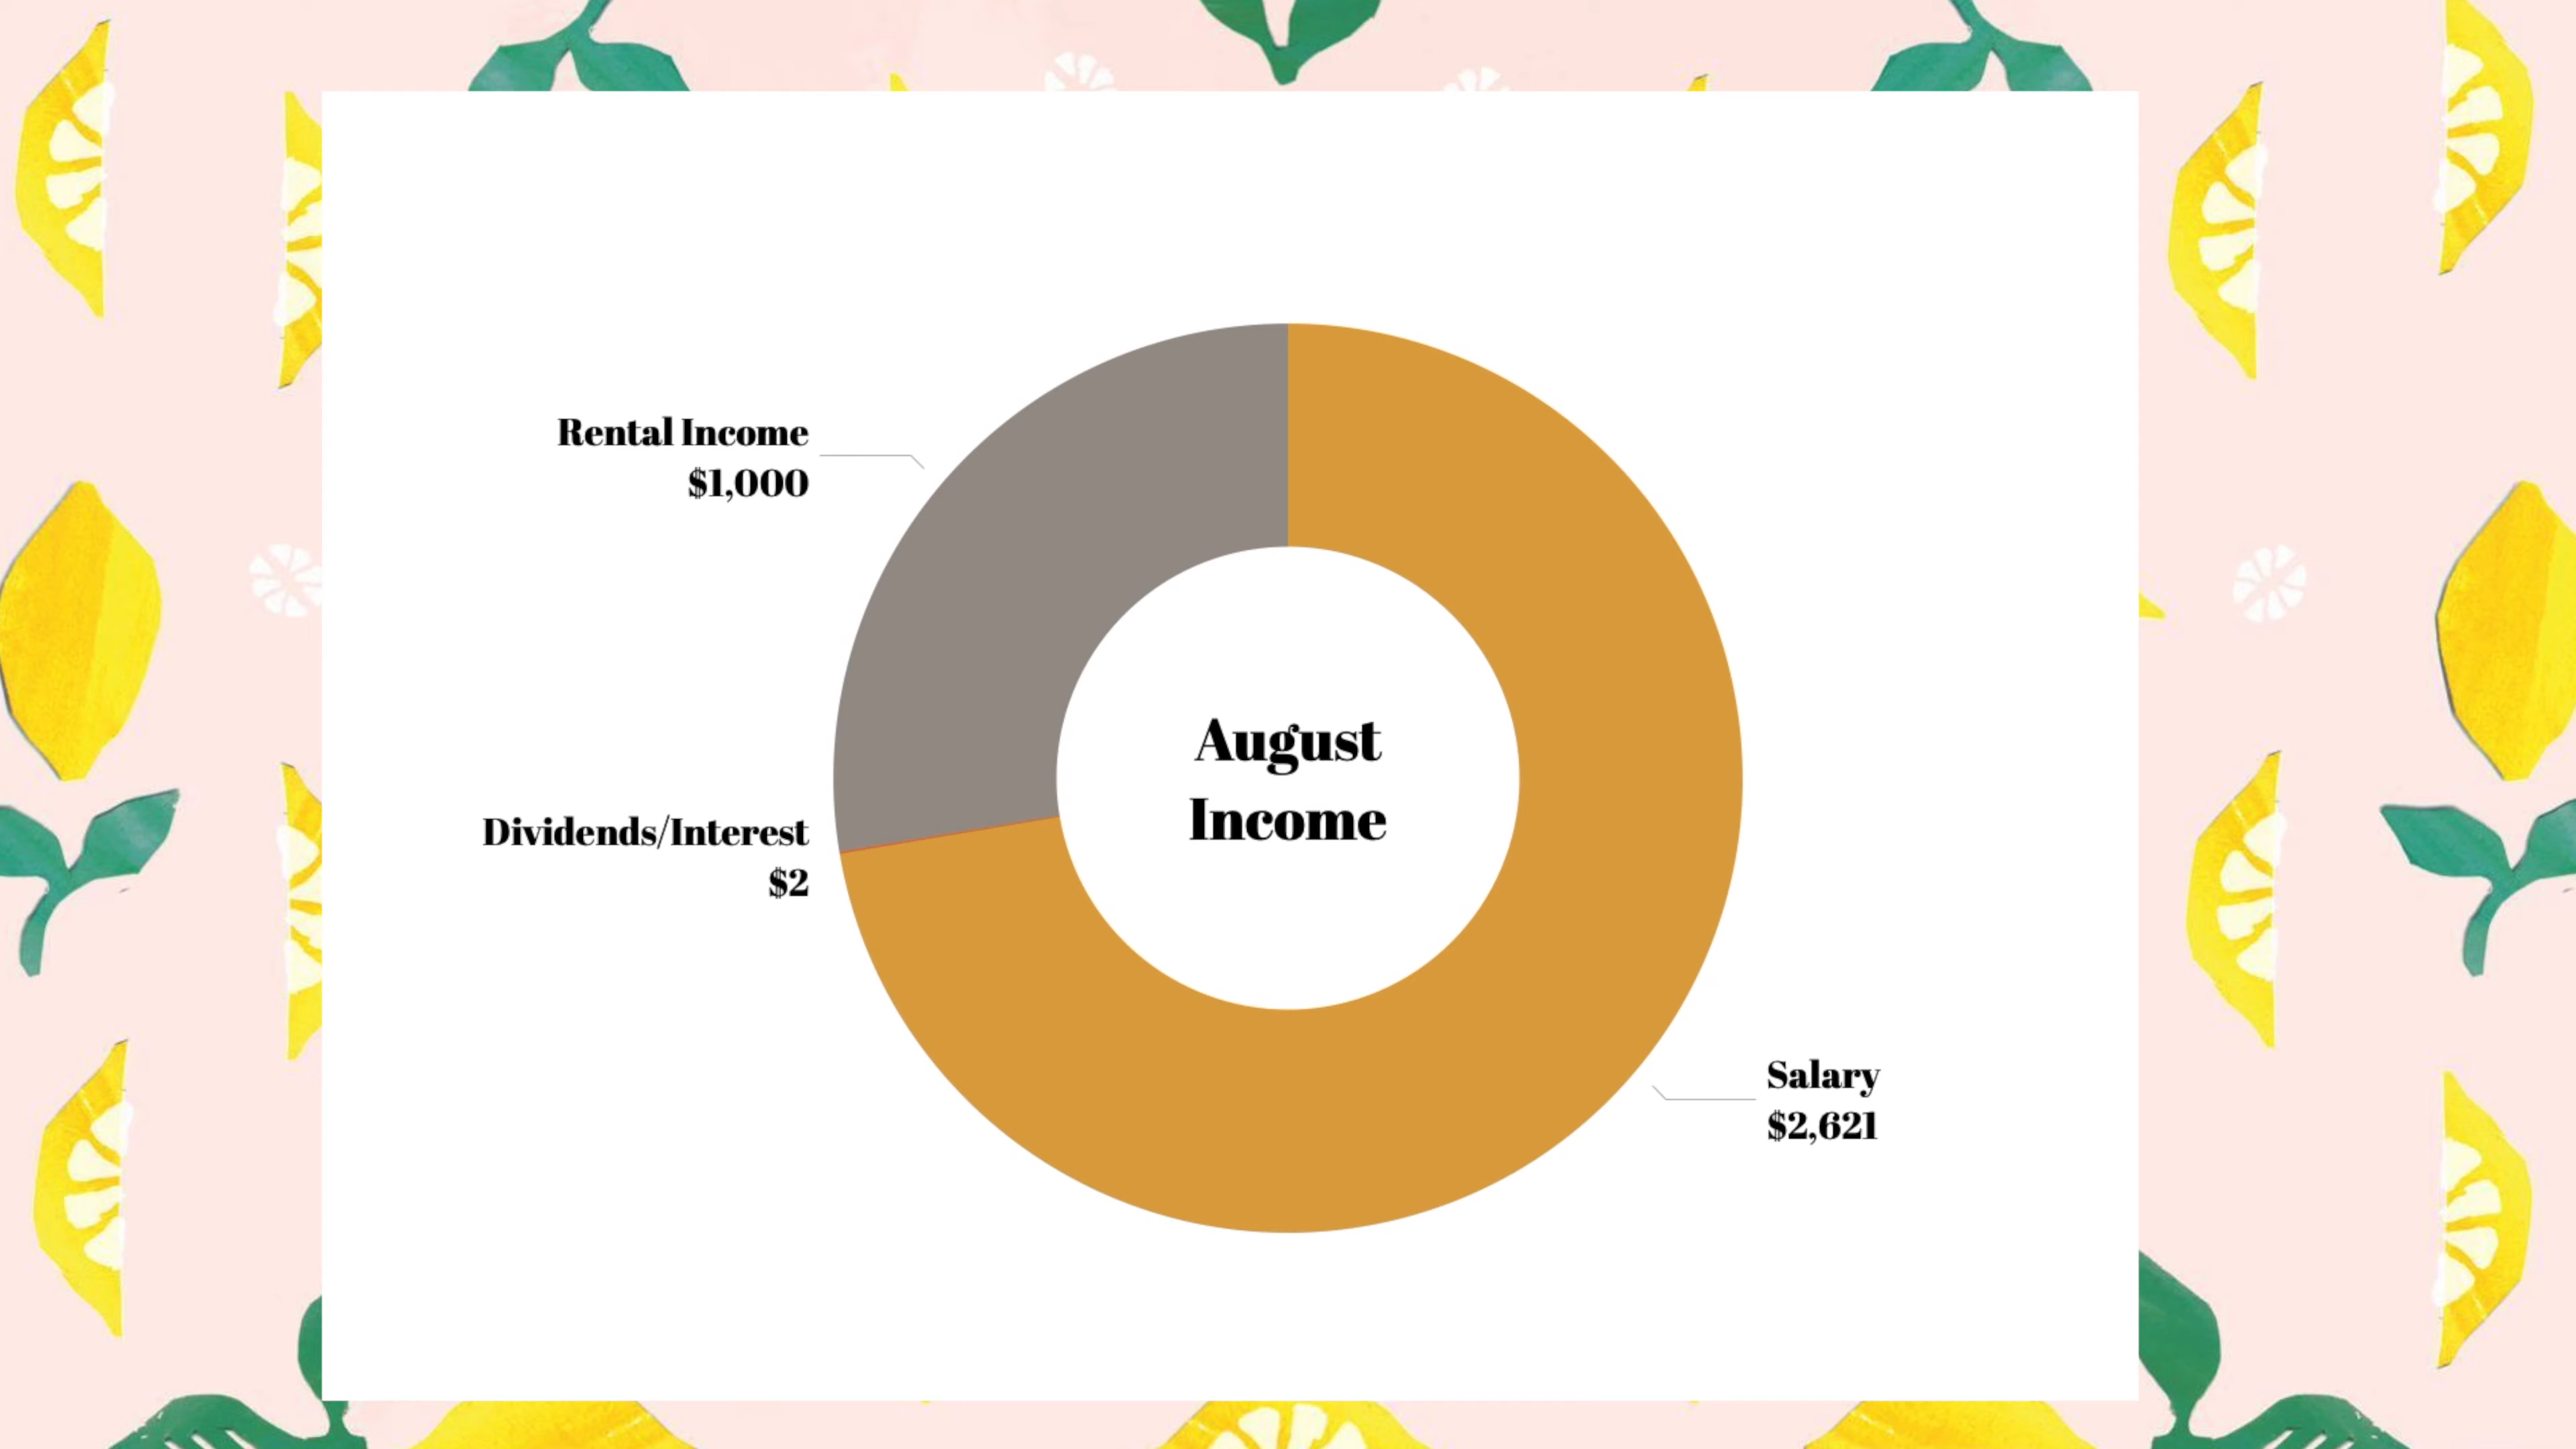 Rental Income
$1,000
August
Income
Dividends/Interest
$2
Salary
$2,621